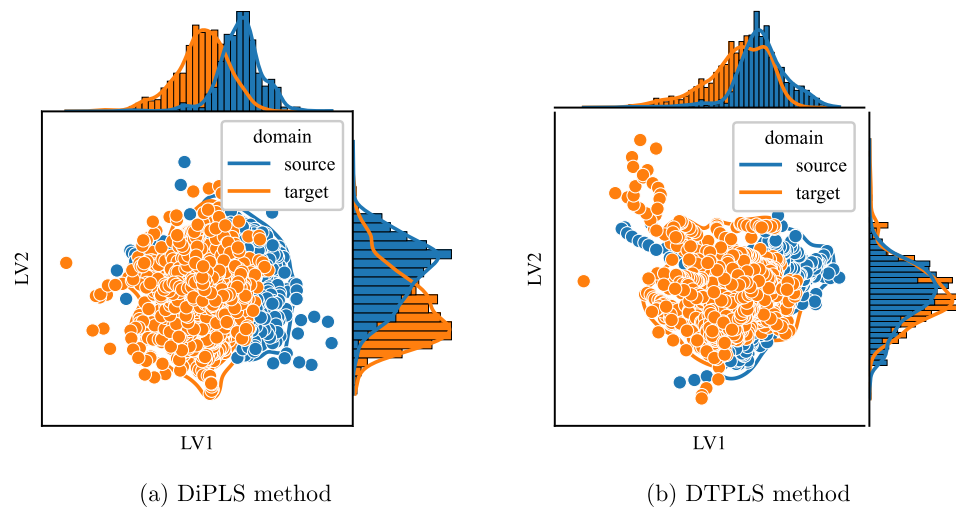 domain
source
target
LV2
LV1
(a) DiPLS method
domain
source
target
LV2
LV1
(b) DTPLS method